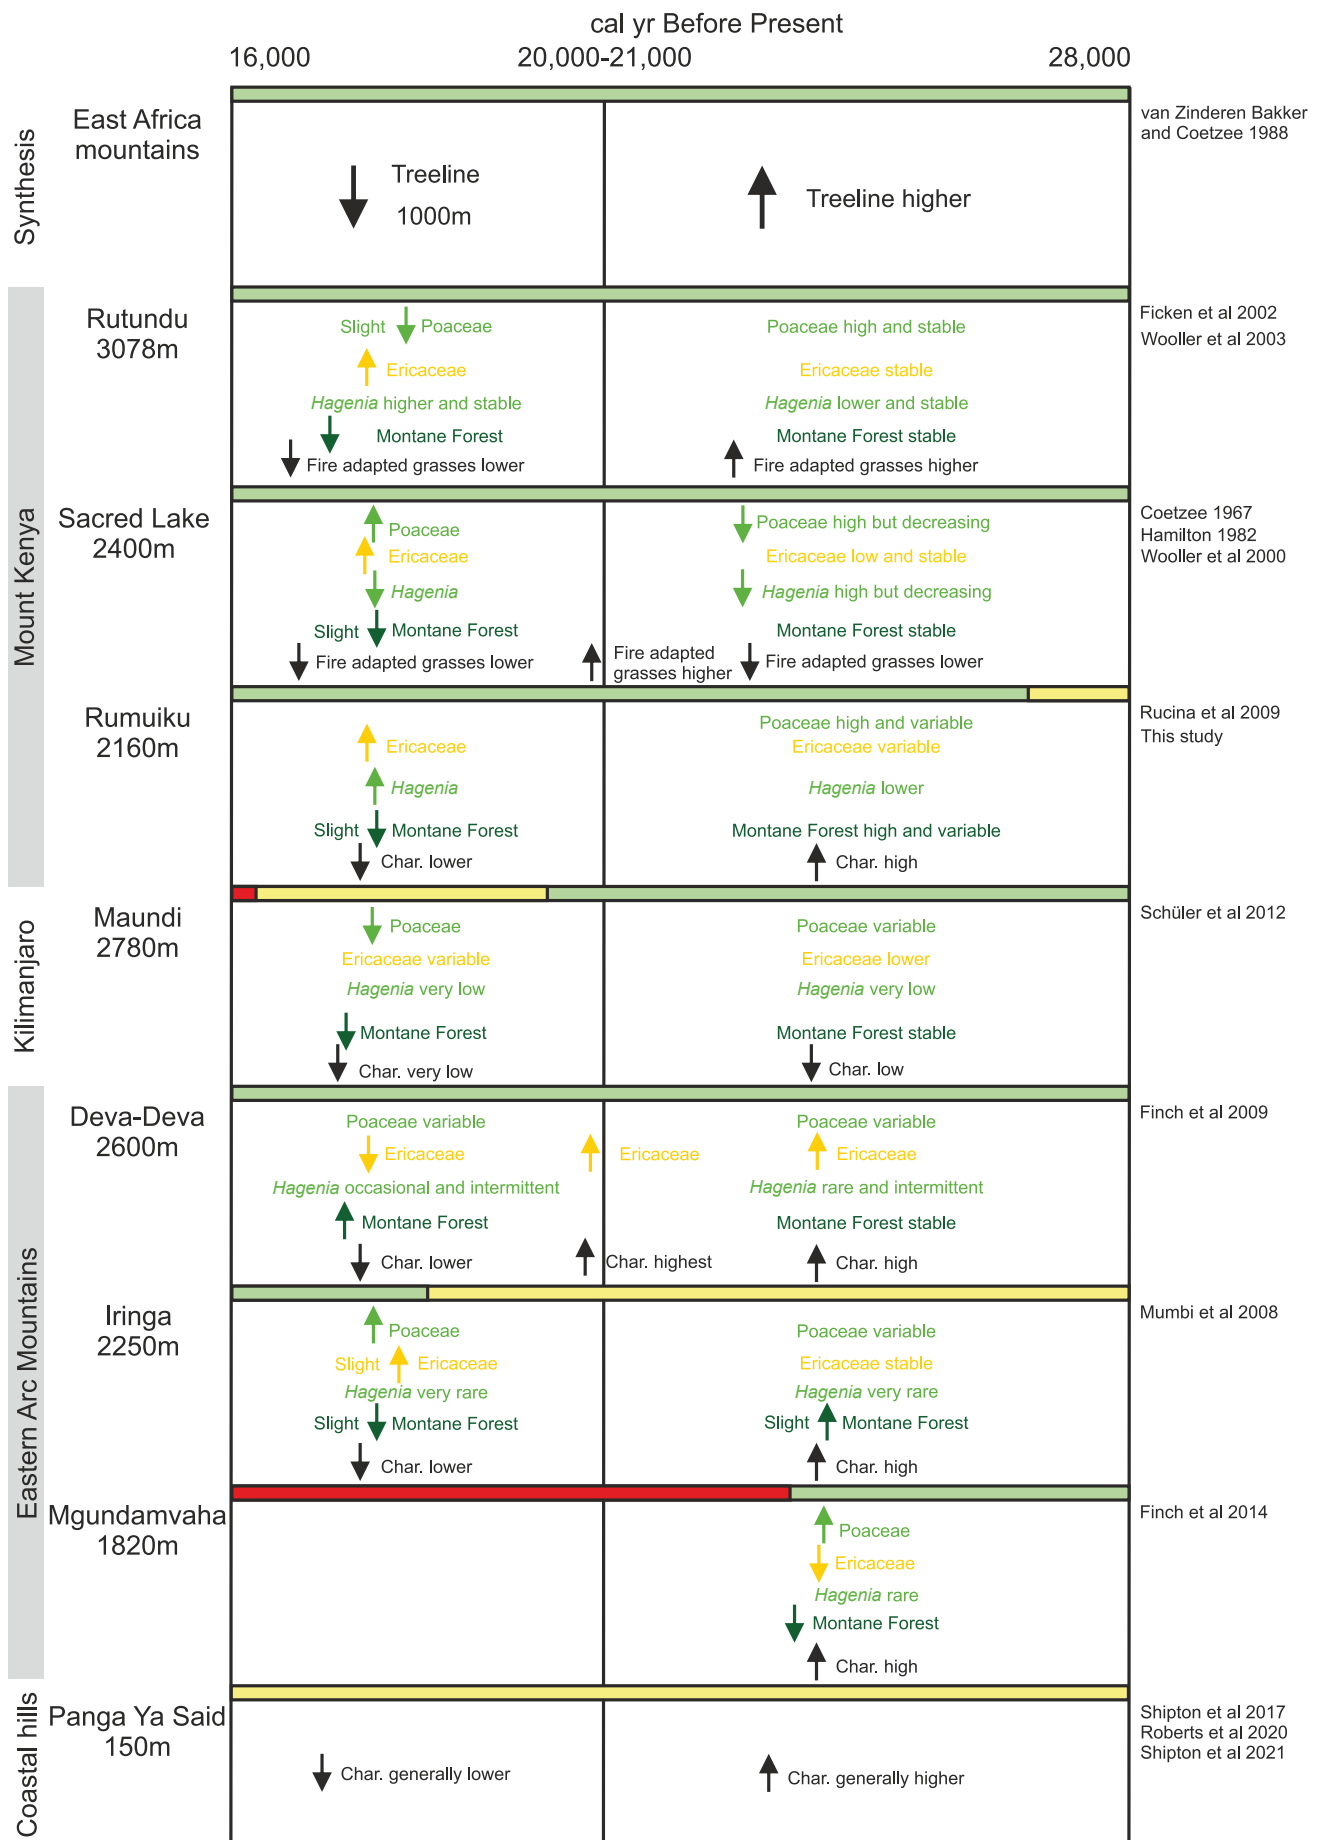 cal yr Before Present
16,000
20,000-21,000
28,000
Synthesis
East Africa
mountains
Treeline
1000m
Treeline higher
van Zinderen Bakker
and Coetzee 1988
Mount Kenya
Rutundu
3078m
Slight Poaceae
Ericaceae
Hagenia higher and stable
Montane Forest
Fire adapted grasses lower
Poaceae high and stable
Ericaceae stable
Hagenia lower and stable
Montane Forest stable
Fire adapted grasses higher
Ficken et al 2002
Wooller et al 2003
Sacred Lake
2400m
Poaceae
Ericaceae
Hagenia
Slight Montane Forest
Fire adapted grasses lower
Fire adapted
grasses higher
Poaceae high but decreasing
Ericaceae low and stable
Hagenia high but decreasing
Montane Forest stable
Fire adapted grasses lower
Coetzee 1967
Hamilton 1982
Wooller et al 2000
Rumuiku
2160m
Ericaceae
Hagenia
Slight Montane Forest
Char. lower
Poaceae high and variable
Ericaceae variable
Hagenia lower
Montane Forest high and variable
Char. high
Rucina et al 2009
This study
Kilimanjaro
Maundi
2780m
Poaceae
Ericaceae variable
Hagenia very low
Montane Forest
Char. very low
Poaceae variable
Ericaceae lower
Hagenia very low
Montane Forest stable
Char. low
Schüler et al 2012
Eastern Arc Mountains
Deva-Deva
2600m
Poaceae variable
Ericaceae
Hagenia occasional and intermittent
Montane Forest
Char. lower
Ericaceae
Char. highest
Poaceae variable
Ericaceae
Hagenia rare and intermittent
Montane Forest stable
Char. high
Finch et al 2009
Iringa
2250m
Poaceae
Slight Ericaceae
Hagenia very rare
Slight Montane Forest
Char. lower
Poaceae variable
Ericaceae stable
Hagenia very rare
Slight Montane Forest
Char. high
Mumbi et al 2008
Mgundamvaha
1820m
Poaceae
Ericaceae
Hagenia rare
Montane Forest
Char. high
Finch et al 2014
Coastal hills
Panga Ya Said
150m
Char. generally lower
Char. generally higher
Shipton et al 2017
Roberts et al 2020
Shipton et al 2021